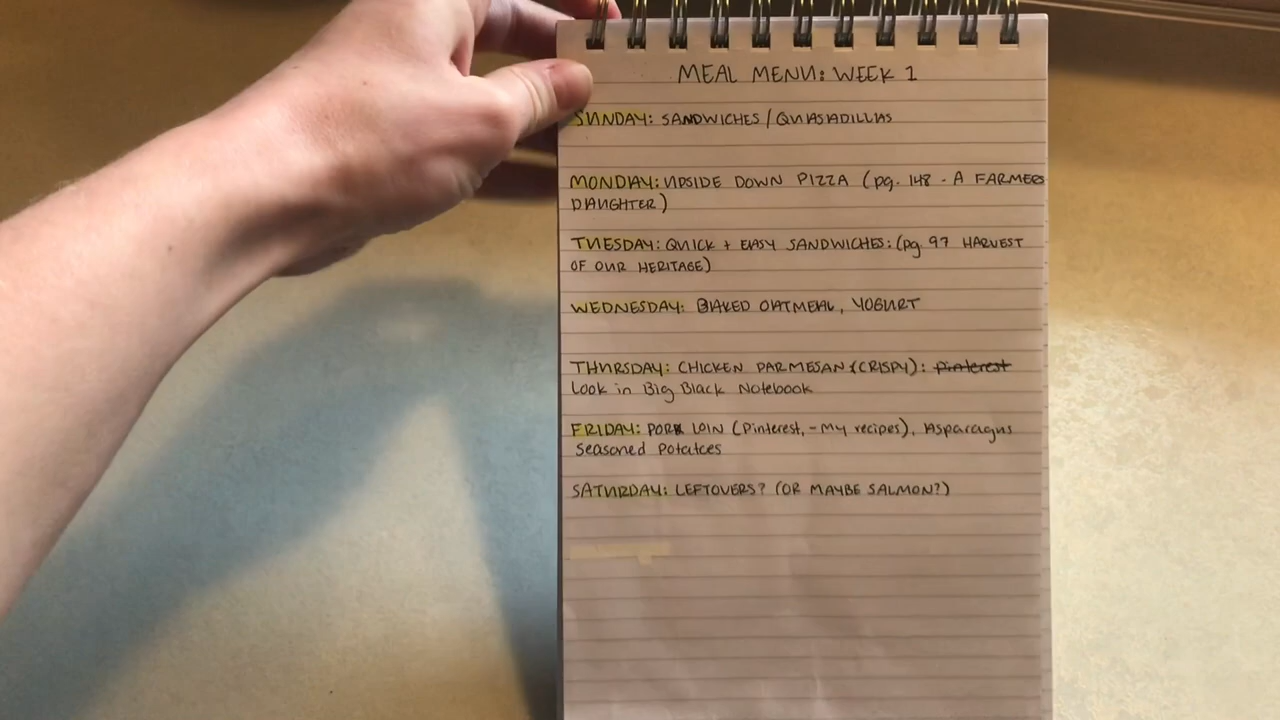 MEAL MENU: WEEK 1
SUNDAY: SANDWICHES / QUASADILLAS
MONDAY: UPSIDE DOWN PIZZA (pg. 148 - A FARMERS
DAUGHTER)
TUESDAY: QUICK + EASY SANDWICHES: (pg. 97 HARVEST
OF OUR HERITAGE)
WEDNESDAY: BAKED OATMEAL, YOGURT
THURSDAY: CHICKEN PARMESAN (CRISPY): pinterest
Look in Big Black Notebook
FRIDAY: PORK LOIN (Pinterest, - My recipes), Asparagus
Seasoned Potatoes
SATURDAY: LEFTOVERS? (OR MAYBE SALMON?)